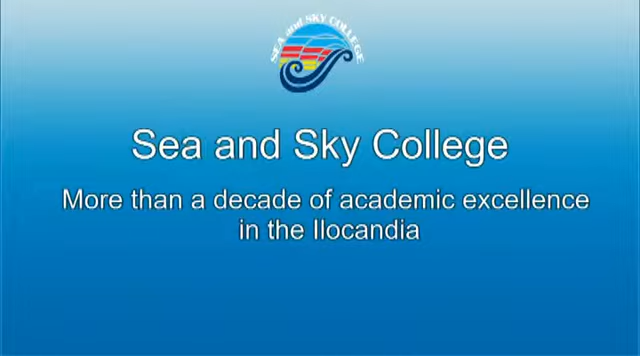 SEA and SKY COLLEGE
Sea and Sky College
More than a decade of academic excellence
in the Ilocandia